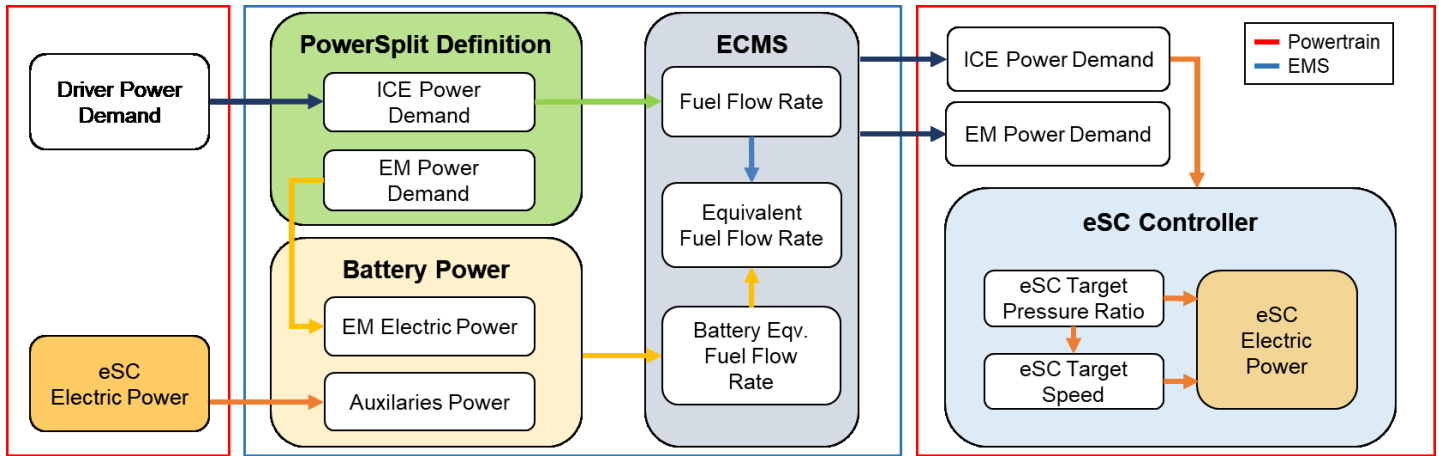 Driver Power
Demand
eSC
Electric Power
PowerSplit Definition
ICE Power
Demand
EM Power
Demand
Battery Power
EM Electric Power
Auxilaries Power
ECMS
Fuel Flow Rate
Equivalent
Fuel Flow Rate
Battery Eqv.
Fuel Flow
Rate
ICE Power Demand
EM Power Demand
Powertrain
EMS
eSC Controller
eSC Target
Pressure Ratio
eSC Target
Speed
eSC
Electric
Power